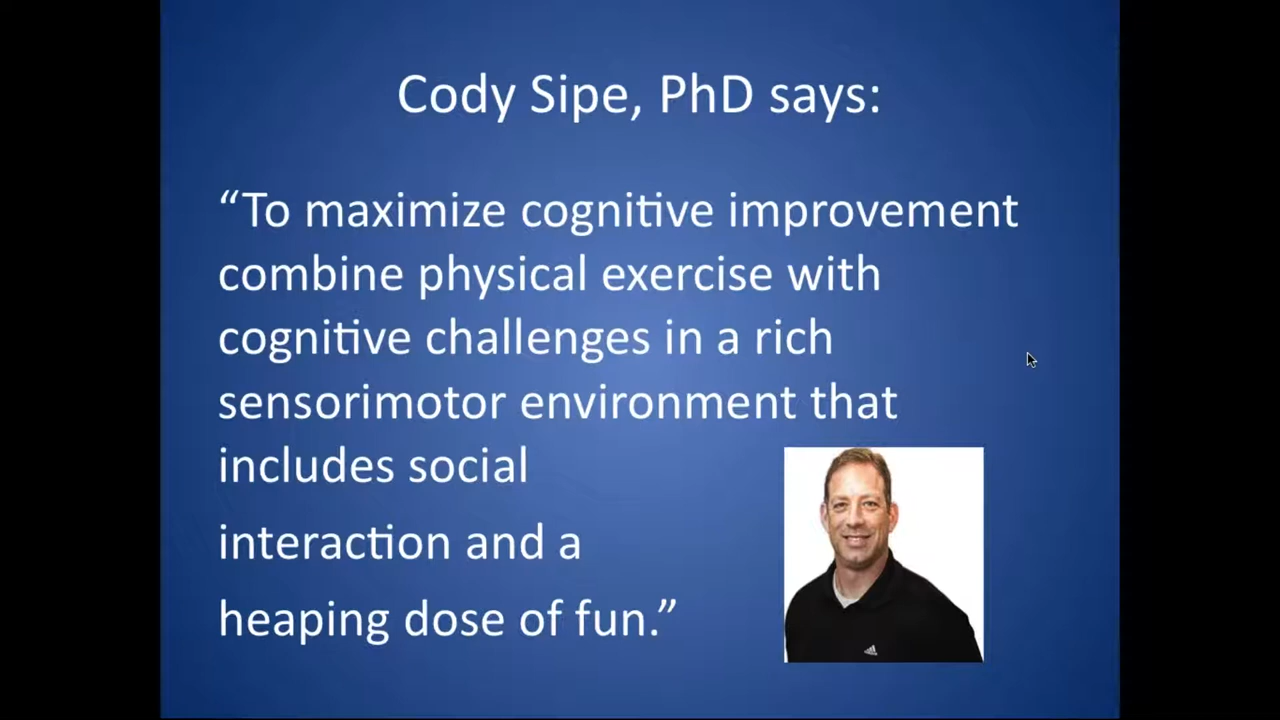 Cody Sipe, PhD says:
“To maximize cognitive improvement
combine physical exercise with
cognitive challenges in a rich
sensorimotor environment that
includes social
interaction and a
heaping dose of fun.”